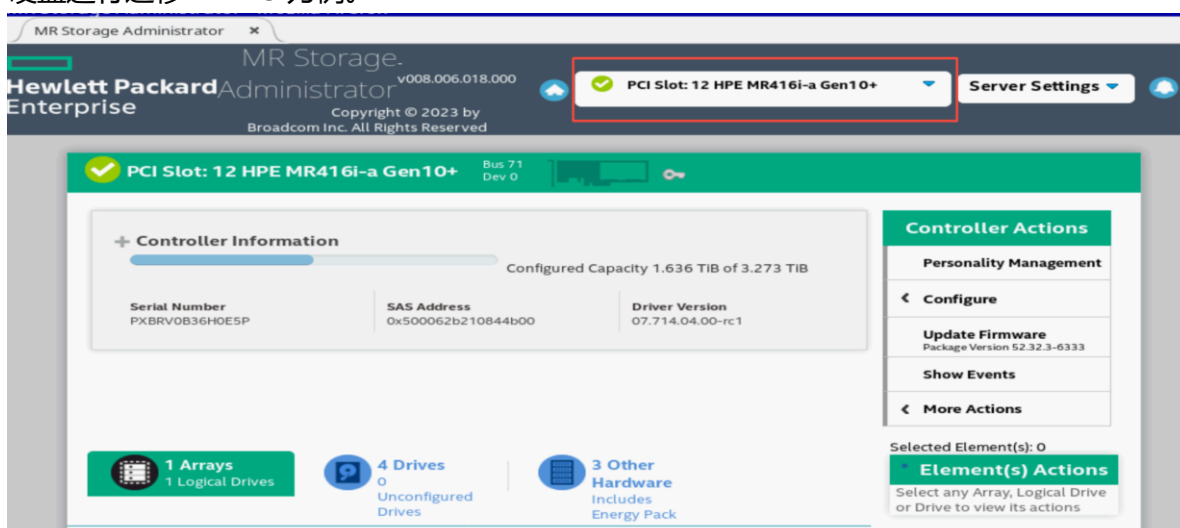 MR Storage Administrator ×
MR Storage
Hewlett Packard Administrator v008.006.018.000
Enterprise
Copyright © 2023 by
Broadcom Inc. All Rights Reserved
PCI Slot: 12 HPE MR416i-a Gen10+
Server Settings
PCI Slot: 12 HPE MR416i-a Gen10+
Bus 71
Dev 0
+ Controller Information
Configured Capacity 1.636 TiB of 3.273 TiB
Serial Number
PXBRV0B36H0E5P
SAS Address
0x500062b210844b00
Driver Version
07.714.04.00-rc1
Controller Actions
Personality Management
Configure
Update Firmware
Package Version 52.32.3-6333
Show Events
More Actions
1 Arrays
1 Logical Drives
4 Drives
0
Unconfigured
Drives
3 Other
Hardware
Includes
Energy Pack
Selected Element(s): 0
Element(s) Actions
Select any Array, Logical Drive
or Drive to view its actions